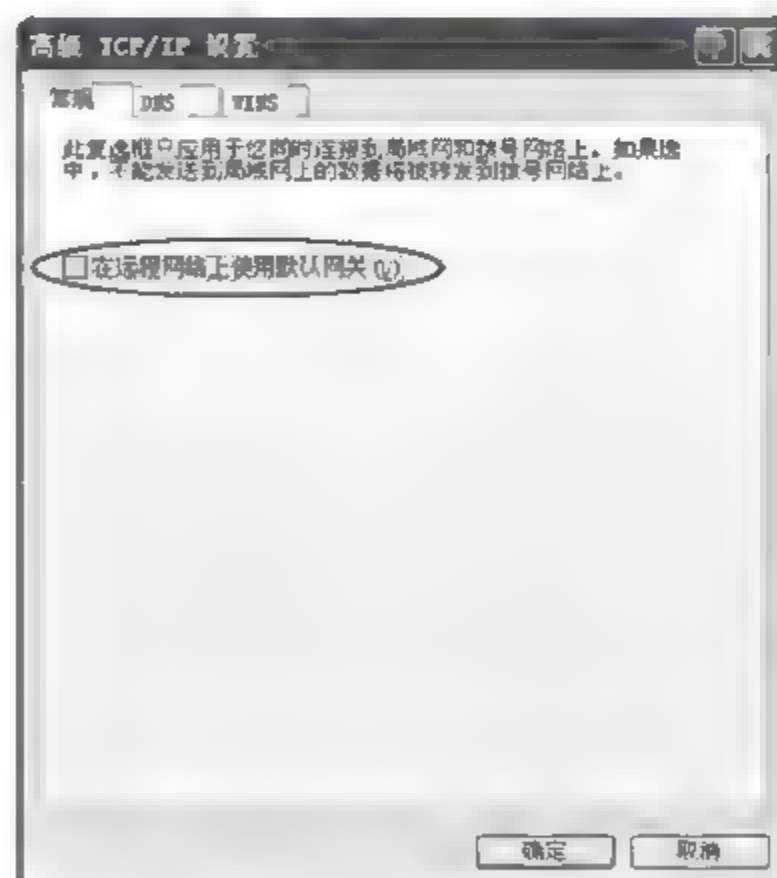 高级 TCP/IP 设置
常规 DNS WINS
此复选框只应用于您同时连接到局域网和拨号网络上。如果选
中，不能发送到局域网上的数据将被转发到拨号网络上。
在远程网络上使用默认网关(U)
确定 取消